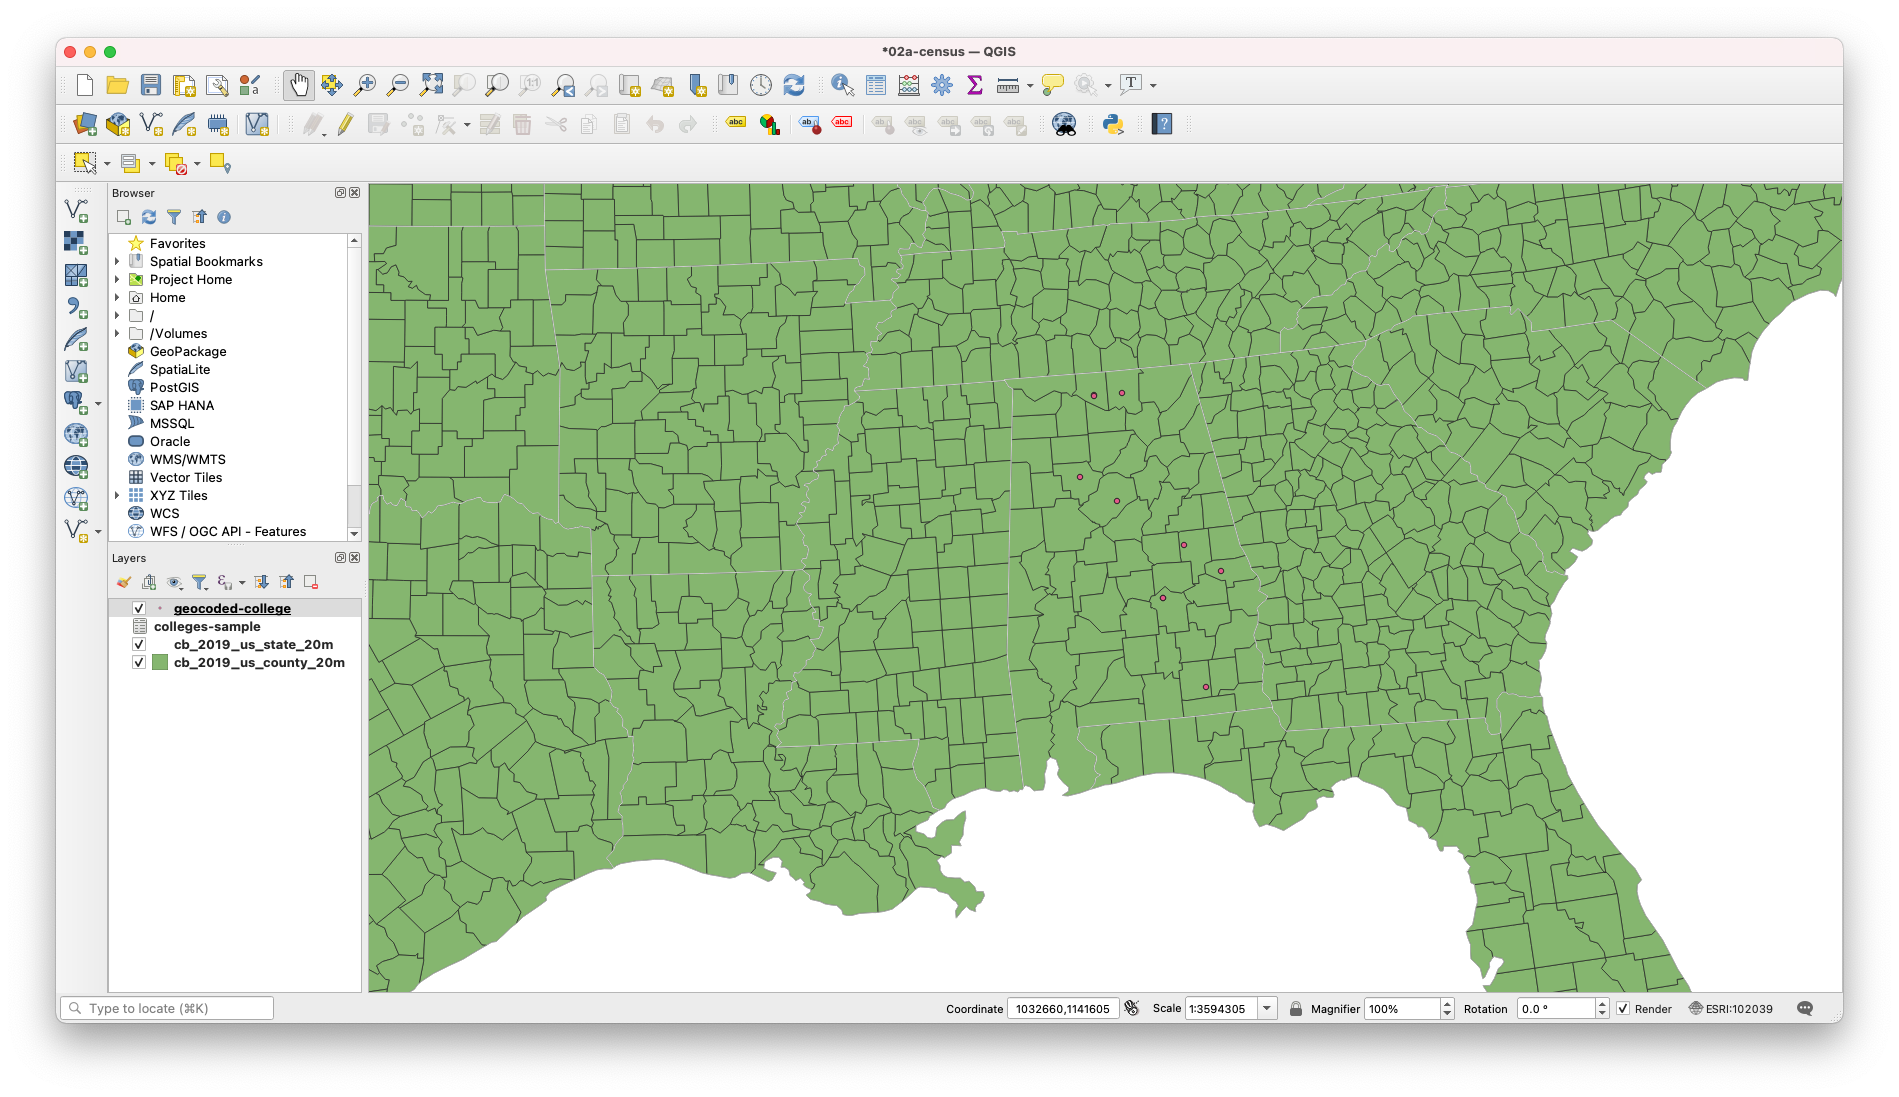 *02a-census — QGIS
Browser
Favorites
Spatial Bookmarks
Project Home
Home
/
/Volumes
GeoPackage
SpatiaLite
PostGIS
SAP HANA
MSSQL
Oracle
WMS/WMTS
Vector Tiles
XYZ Tiles
WCS
WFS / OGC API - Features
Layers
geocoded-college
colleges-sample
cb_2019_us_state_20m
cb_2019_us_county_20m
Type to locate (⌘K)
Coordinate 1032660,1141605 Scale 1:3594305 Magnifier 100% Rotation 0.0 ° Render ESRI:102039